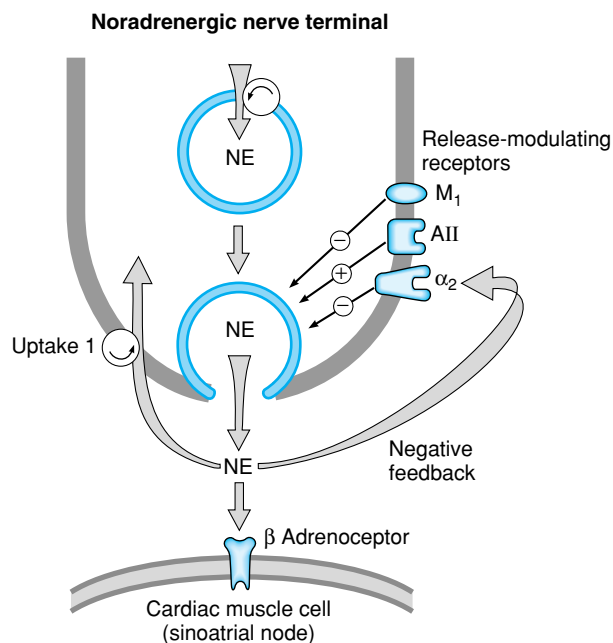 Noradrenergic nerve terminal
NE
Release-modulating
receptors
M1
−
AII
+
α2
−
NE
Uptake 1
Negative
feedback
NE
β Adrenoceptor
Cardiac muscle cell
(sinoatrial node)